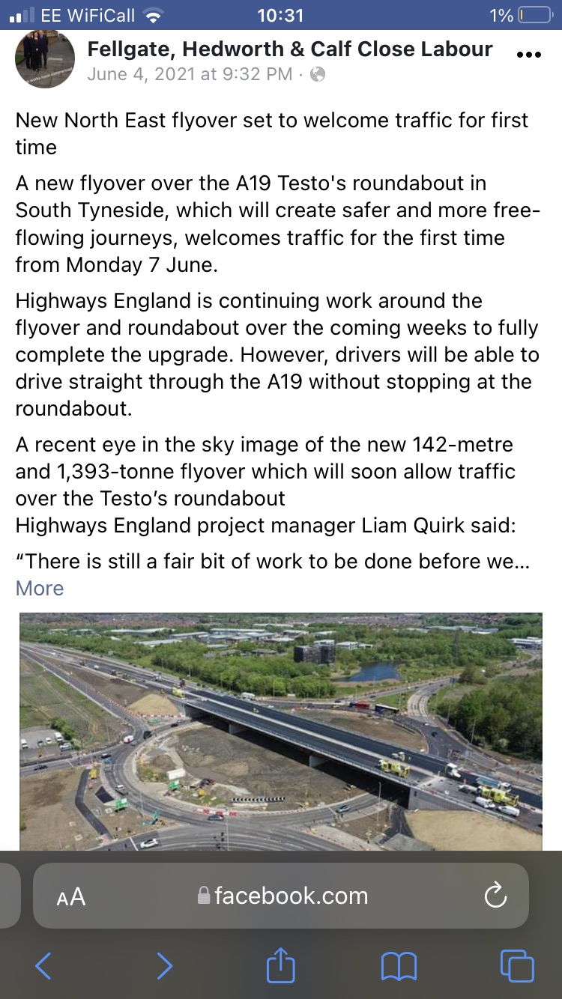 EE WiFiCall 10:31 1%
Fellgate, Hedworth & Calf Close Labour
June 4, 2021 at 9:32 PM ·
New North East flyover set to welcome traffic for first
time
A new flyover over the A19 Testo's roundabout in
South Tyneside, which will create safer and more free-
flowing journeys, welcomes traffic for the first time
from Monday 7 June.
Highways England is continuing work around the
flyover and roundabout over the coming weeks to fully
complete the upgrade. However, drivers will be able to
drive straight through the A19 without stopping at the
roundabout.
A recent eye in the sky image of the new 142-metre
and 1,393-tonne flyover which will soon allow traffic
over the Testo’s roundabout
Highways England project manager Liam Quirk said:
“There is still a fair bit of work to be done before we...
More
AA facebook.com